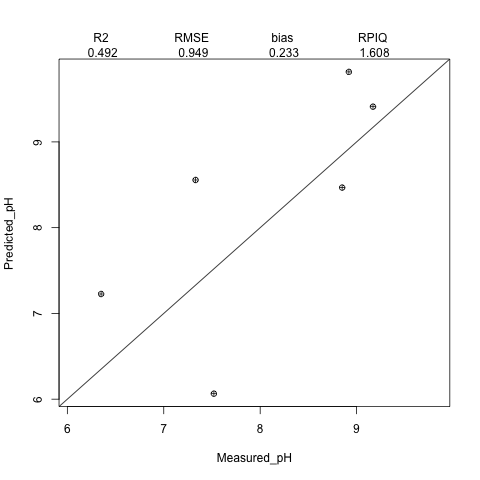 R2 RMSE bias RPIQ
0.492 0.949 0.233 1.608
Predicted_pH
9
8
7
6
6 7 8 9
Measured_pH